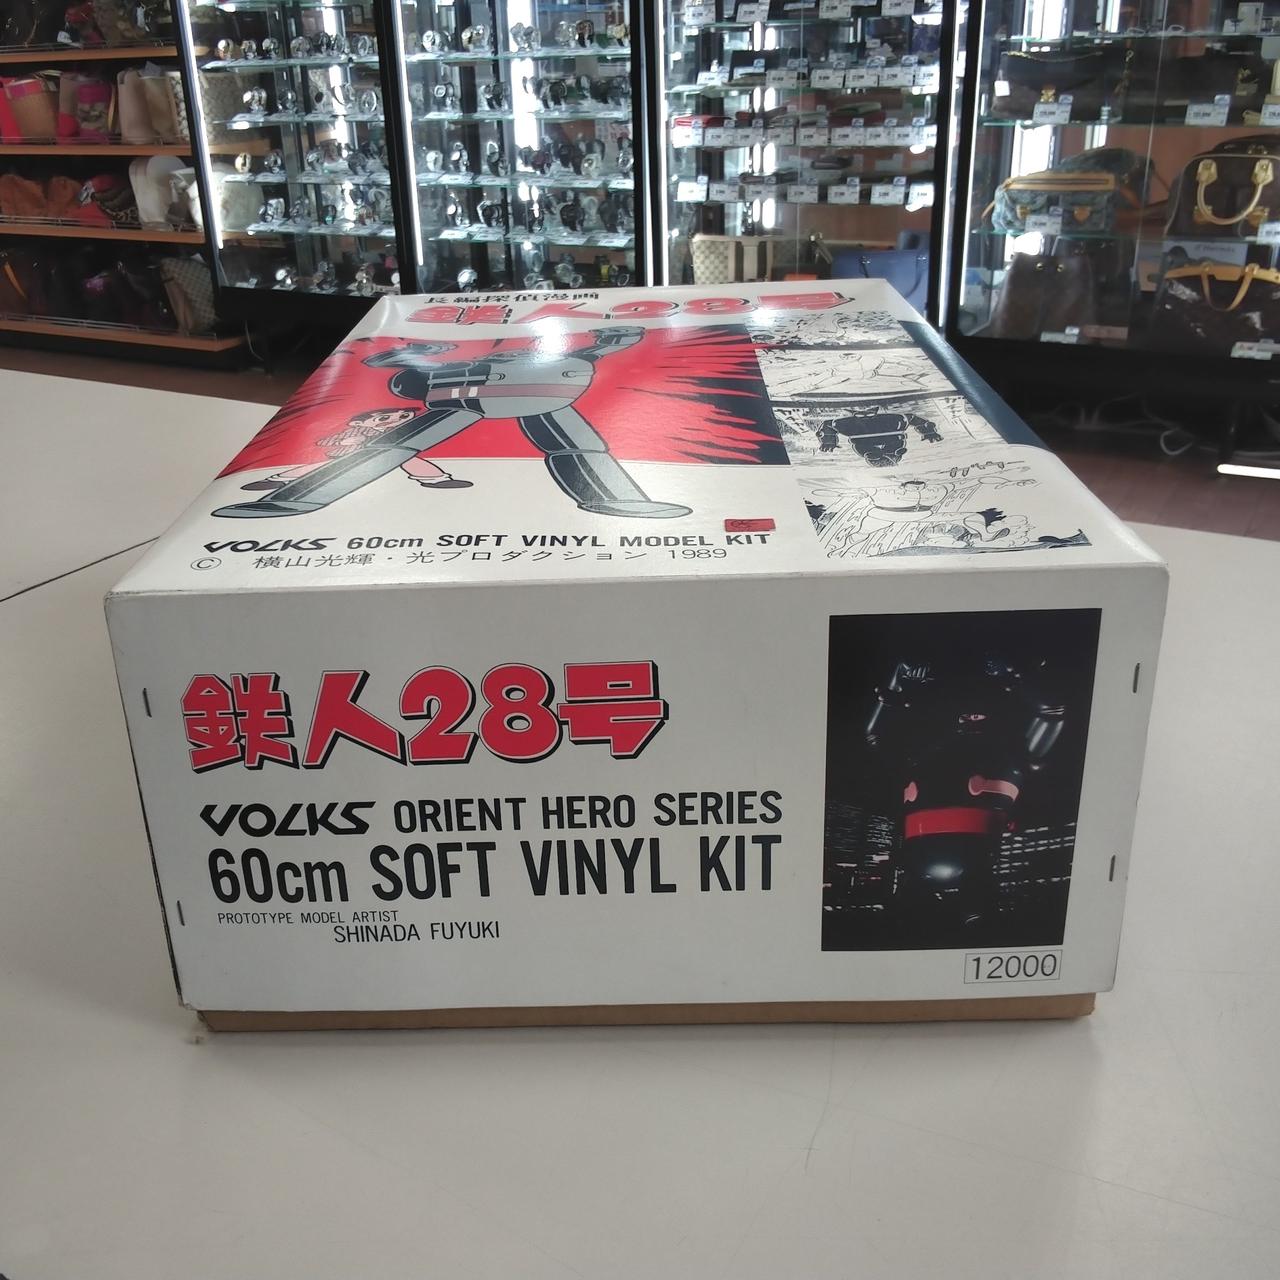 長編探偵漫画
鉄人28号
VOLKS 60cm SOFT VINYL MODEL KIT
© 横山光輝・光プロダクション 1989
鉄人28号
VOLKS ORIENT HERO SERIES
60cm SOFT VINYL KIT
PROTOTYPE MODEL ARTIST
SHINADA FUYUKI
12000